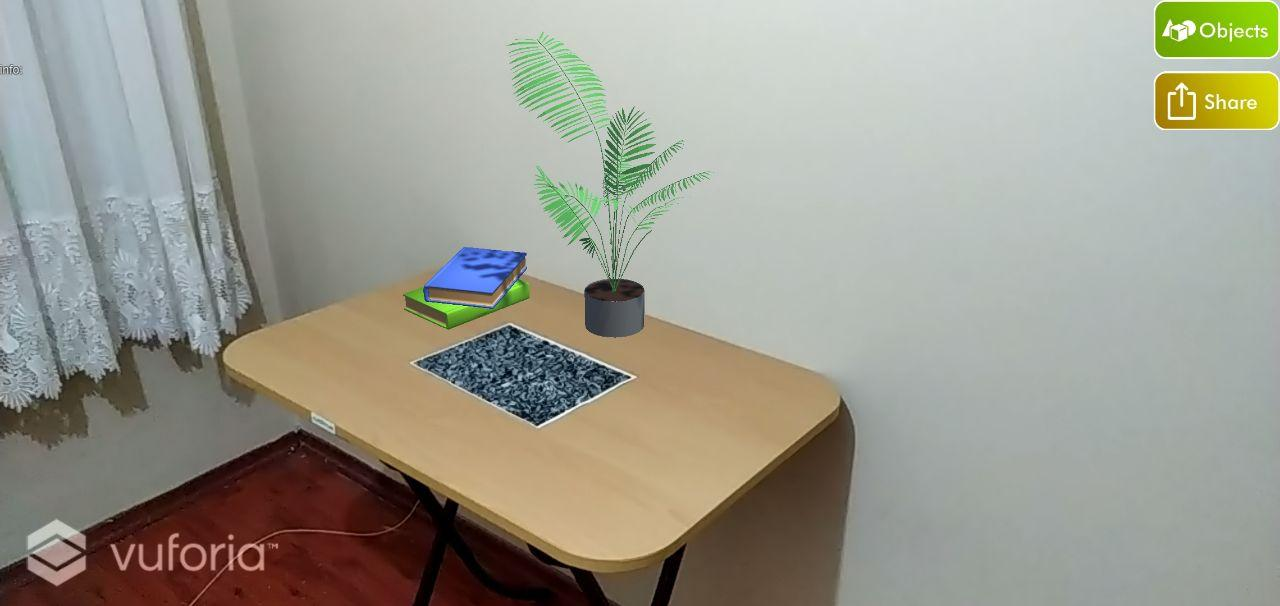 Objects
info:
Share
vuforia™